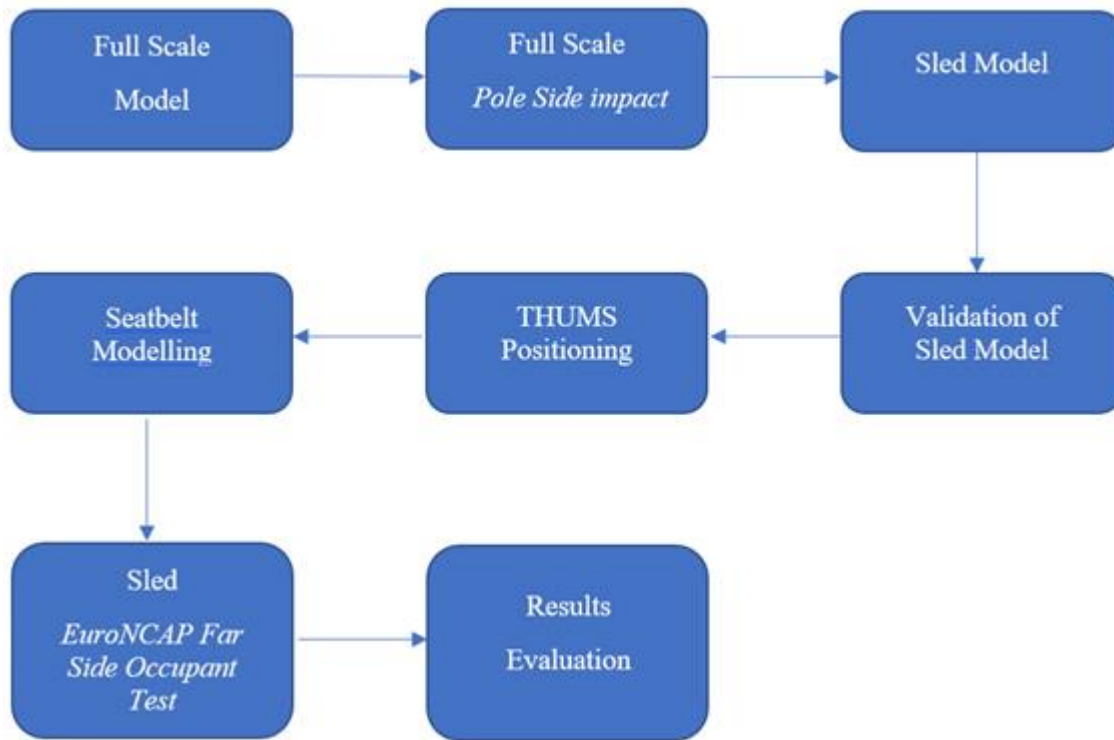 Full Scale
Model
Full Scale
Pole Side impact
Sled Model
Validation of
Sled Model
THUMS
Positioning
Seatbelt
Modelling
Sled
EuroNCAP Far
Side Occupant
Test
Results
Evaluation